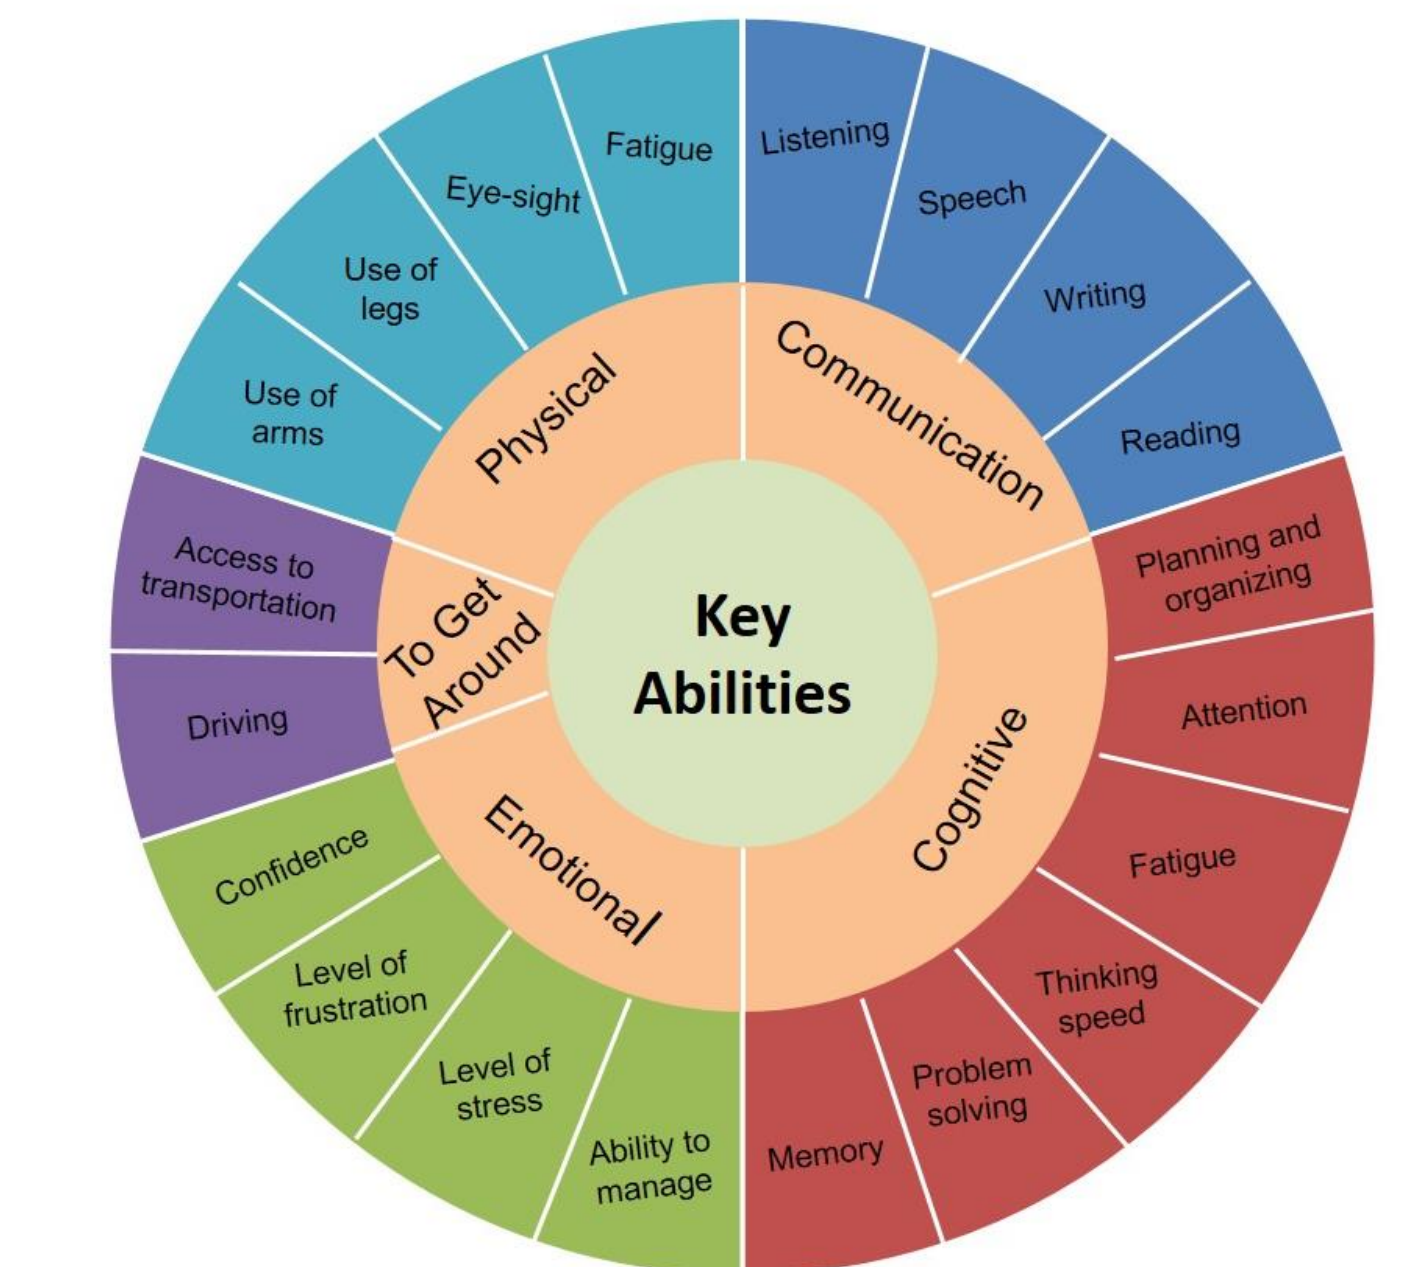 Key
Abilities
Communication
Listening
Speech
Writing
Reading
Cognitive
Planning and
organizing
Attention
Fatigue
Thinking
speed
Problem
solving
Memory
Emotional
Ability to
manage
Level of
stress
Level of
frustration
Confidence
To Get
Around
Driving
Access to
transportation
Physical
Use of
arms
Use of
legs
Eye-sight
Fatigue